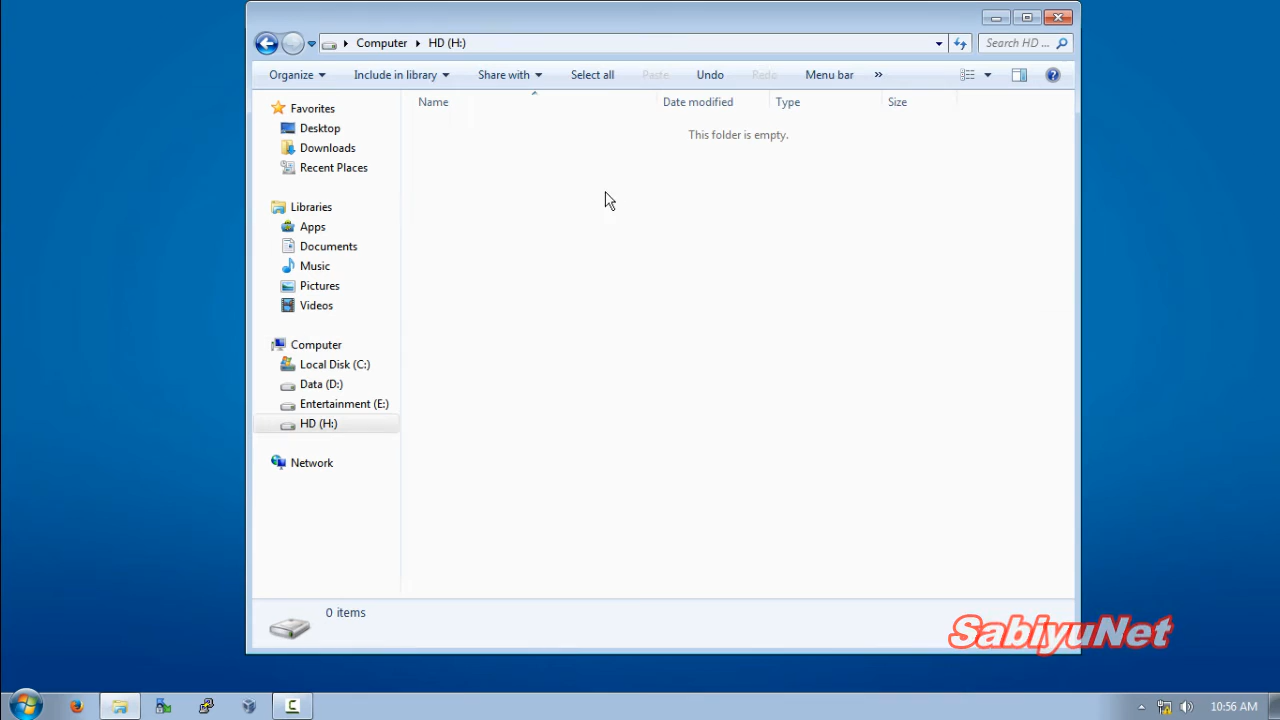 Computer HD (H:) Search HD ...
Organize Include in library Share with Select all Paste Undo Redo Menu bar »
Name Date modified Type Size
This folder is empty.
Favorites
Desktop
Downloads
Recent Places
Libraries
Apps
Documents
Music
Pictures
Videos
Computer
Local Disk (C:)
Data (D:)
Entertainment (E:)
HD (H:)
Network
0 items
SabiyuNet
10:56 AM